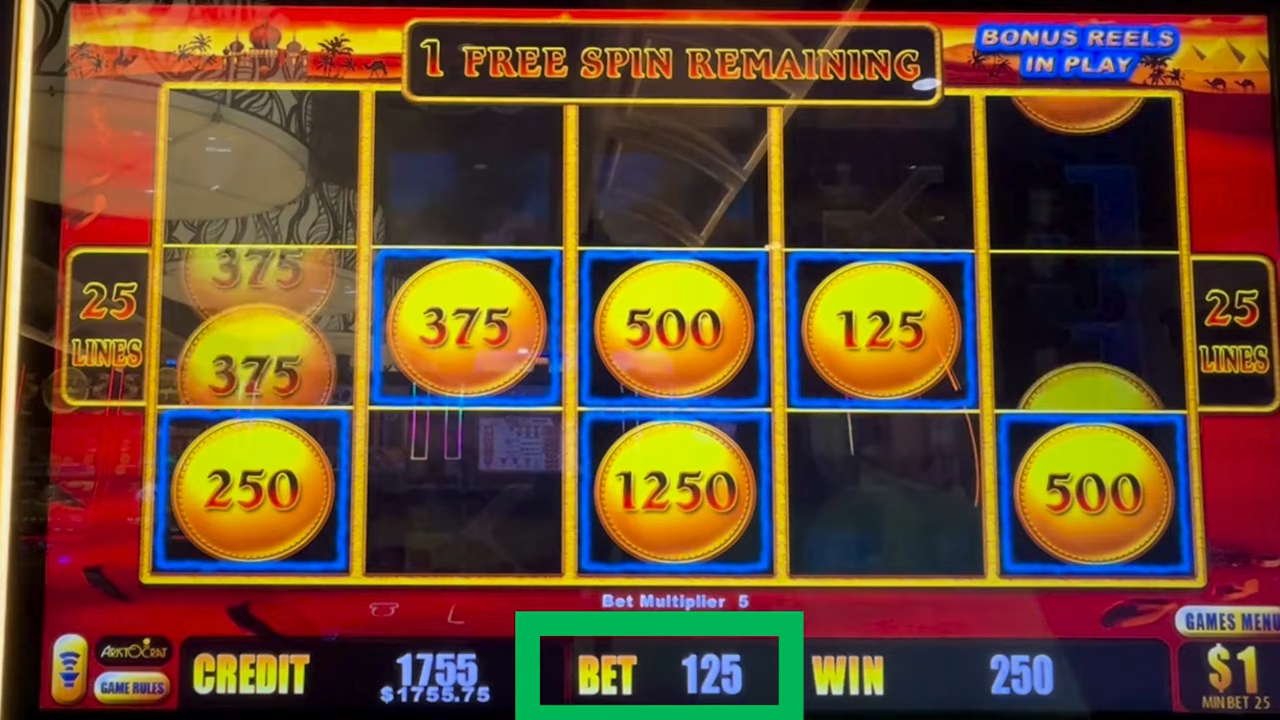 1 FREE SPIN REMAINING
BONUS REELS
IN PLAY
375
375
375
500
125
25
LINES
25
LINES
250
1250
500
Bet Multiplier 5
ARISTOCRAT
GAME RULES
CREDIT 1755
$1755.75
BET 125
WIN 250
GAMES MENU
$1
MIN BET 25